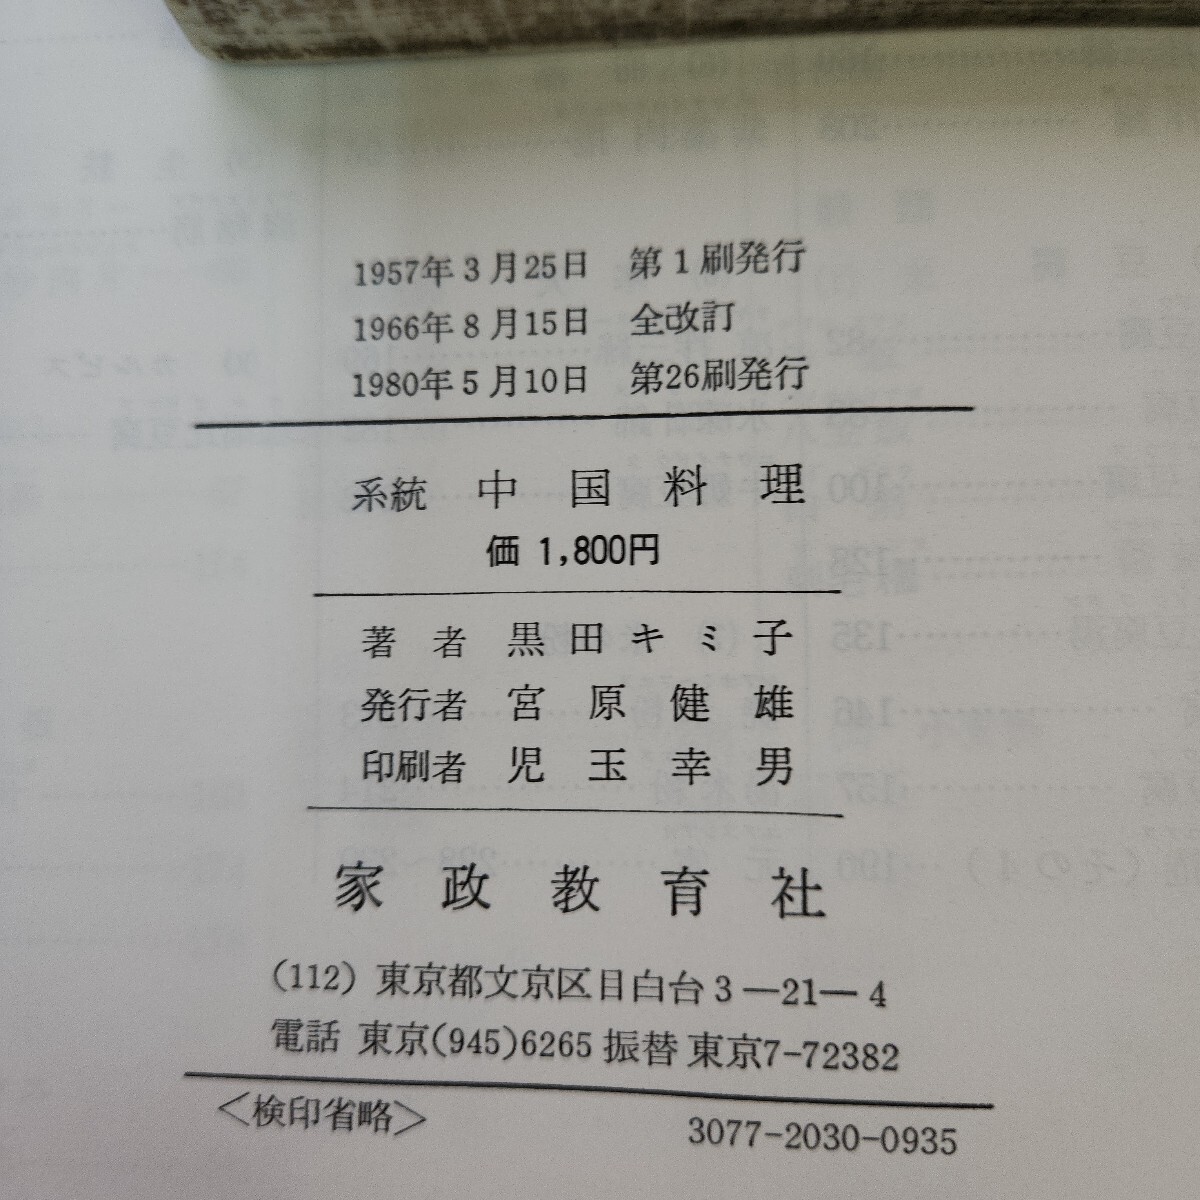 1957年3月25日 第1刷発行
1966年8月15日 全改訂
1980年5月10日 第26刷発行
系統 中国料理
価 1,800円
著者 黒田キミ子
発行者 宮原健雄
印刷者 児玉幸男
家政教育社
(112) 東京都文京区目白台3―21―4
電話 東京(945)6265 振替 東京7-72382
＜検印省略＞ 3077-2030-0935